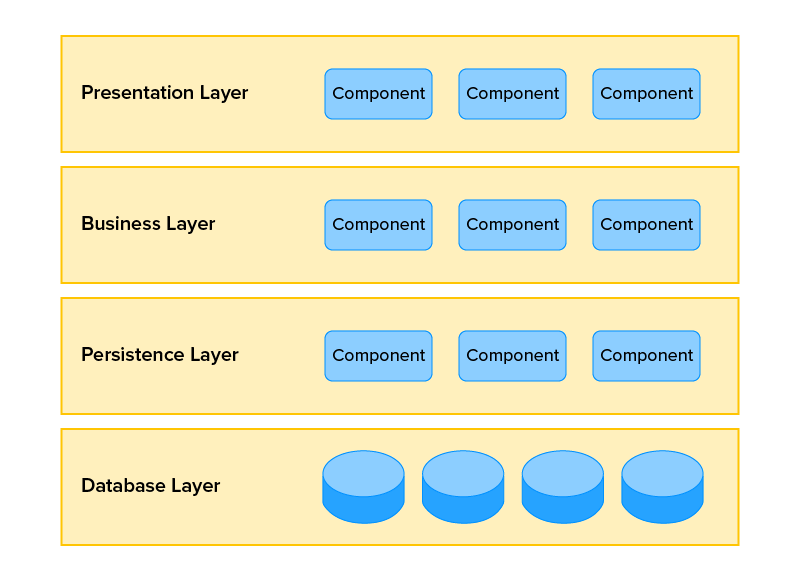 Presentation Layer
Component
Component
Component
Business Layer
Component
Component
Component
Persistence Layer
Component
Component
Component
Database Layer